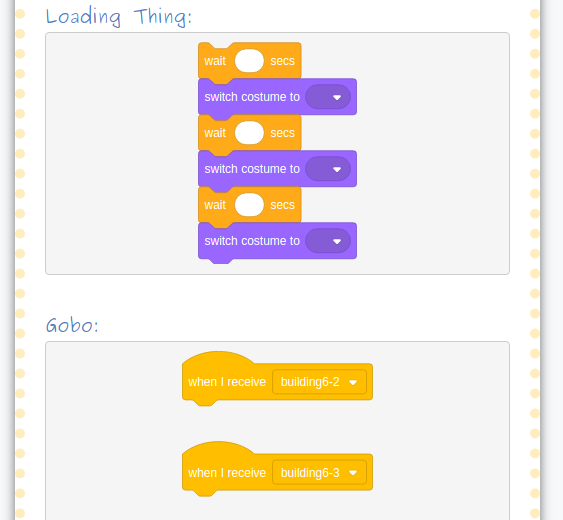 Loading Thing:
wait secs
switch costume to
wait secs
switch costume to
wait secs
switch costume to
Gobo:
when I receive building6-2
when I receive building6-3